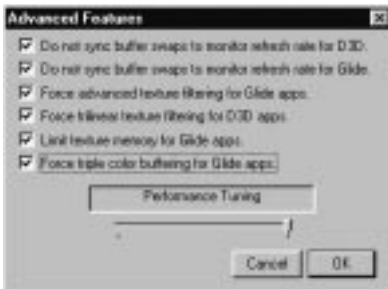 Advanced Features
Do not sync buffer swaps to monitor refresh rate for D3D.
Do not sync buffer swaps to monitor refresh rate for Glide.
Force advanced texture filtering for Glide apps.
Force trilinear texture filtering for D3D apps.
Limit texture memory for Glide apps.
Force triple color buffering for Glide apps.
Performance Tuning
Cancel
OK